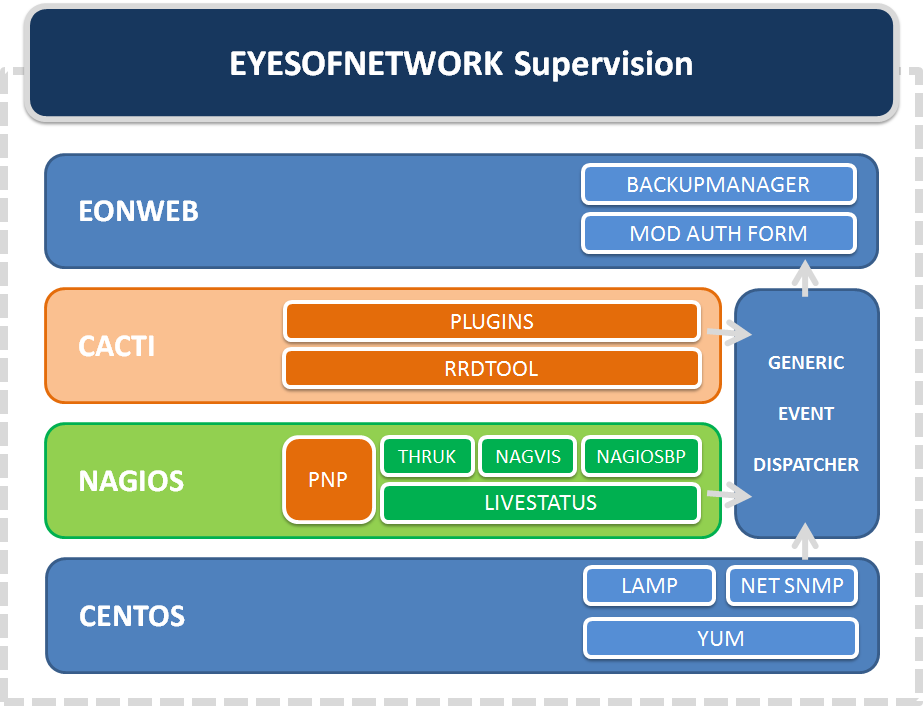 EYESOFNETWORK Supervision
EONWEB
BACKUPMANAGER
MOD AUTH FORM
CACTI
PLUGINS
RRDTOOL
GENERIC
EVENT
DISPATCHER
NAGIOS
PNP
THRUK
NAGVIS
NAGIOSBP
LIVESTATUS
CENTOS
LAMP
NET SNMP
YUM